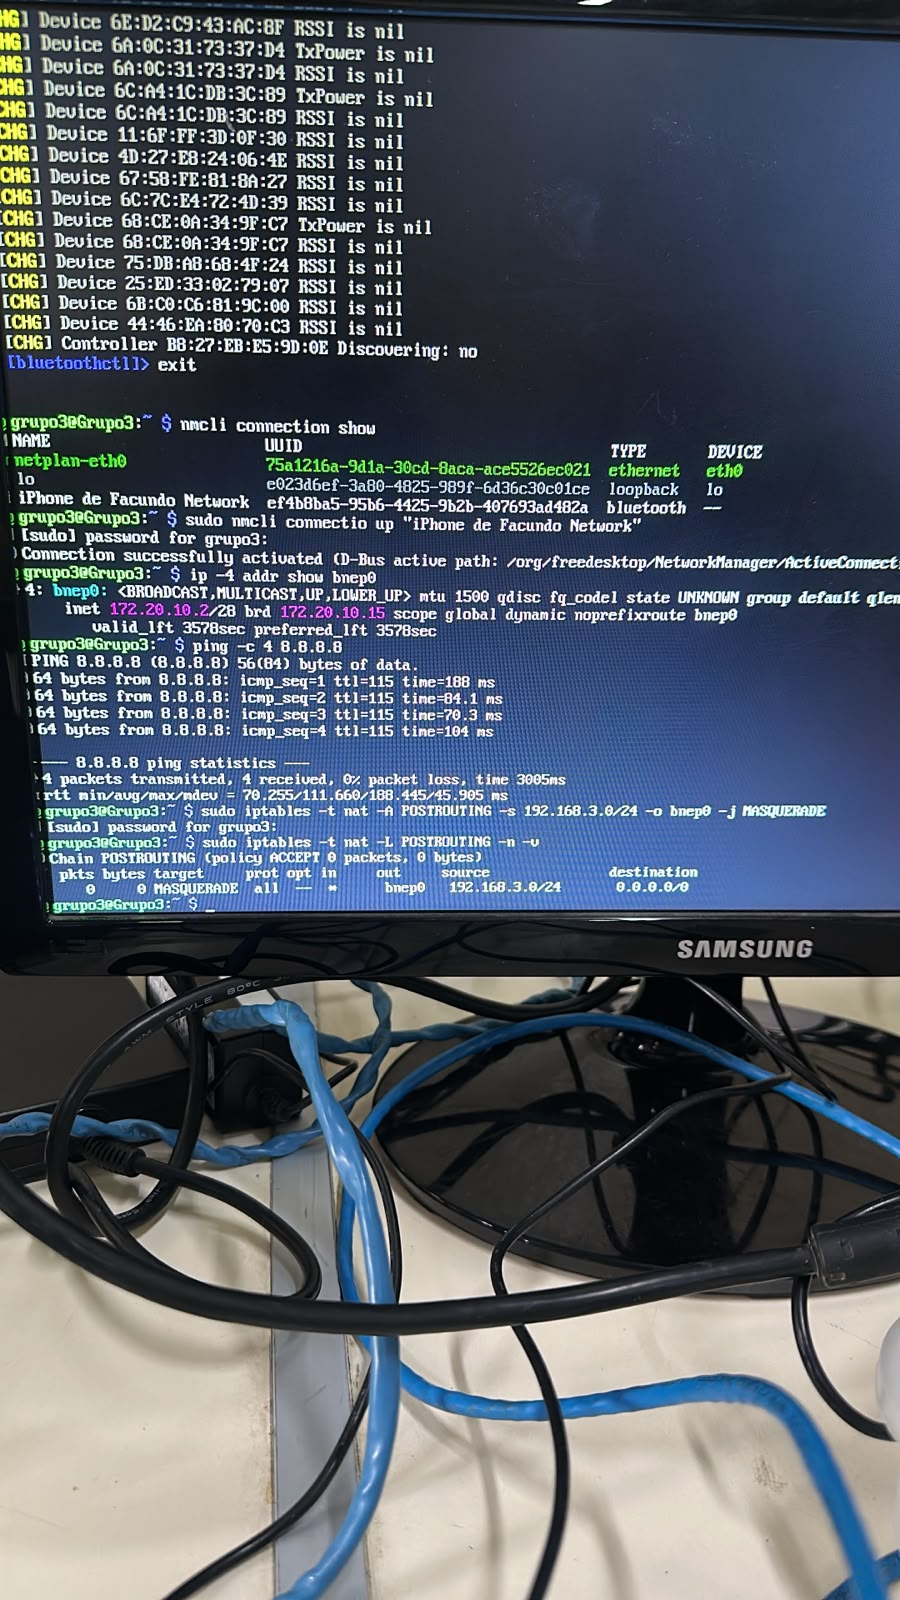 HG] Device 6E:D2:C9:43:AC:8F RSSI is nil
HG] Device 6A:0C:31:73:37:D4 TxPower is nil
CHG] Device 6A:0C:31:73:37:D4 RSSI is nil
CHG] Device 6C:A4:1C:DB:3C:89 TxPower is nil
CHG] Device 6C:A4:1C:DB:3C:89 RSSI is nil
CHG] Device 11:6F:FF:3D:0F:30 RSSI is nil
CHG] Device 4D:27:E8:24:06:4E RSSI is nil
CHG] Device 67:58:FE:81:8A:27 RSSI is nil
[CHG] Device 6C:7C:E4:72:4D:39 RSSI is nil
[CHG] Device 68:CE:0A:34:9F:C7 TxPower is nil
[CHG] Device 68:CE:0A:34:9F:C7 RSSI is nil
[CHG] Device 75:DB:A8:68:4F:24 RSSI is nil
[CHG] Device 25:ED:33:02:79:07 RSSI is nil
[CHG] Device 6B:C0:C6:81:9C:00 RSSI is nil
[CHG] Device 44:46:EA:80:70:C3 RSSI is nil
[CHG] Controller B8:27:EB:E5:9D:0E Discovering: no
[bluetoothctl]> exit
grupo3@Grupo3:~ $ nmcli connection show
NAME UUID TYPE DEVICE
netplan-eth0 75a1216a-9d1a-30cd-8aca-ace5526ec021 ethernet eth0
lo e023d6ef-3a80-4825-989f-6d36c30c01ce loopback lo
iPhone de Facundo Network ef4b8ba5-95b6-4425-9b2b-407693ad482a bluetooth --
grupo3@Grupo3:~ $ sudo nmcli connectio up "iPhone de Facundo Network"
[sudo] password for grupo3:
Connection successfully activated (D-Bus active path: /org/freedesktop/NetworkManager/ActiveConnect
grupo3@Grupo3:~ $ ip -4 addr show bnep0
4: bnep0: <BROADCAST,MULTICAST,UP,LOWER_UP> mtu 1500 qdisc fq_codel state UNKNOWN group default qlen
inet 172.20.10.2/28 brd 172.20.10.15 scope global dynamic noprefixroute bnep0
valid_lft 3578sec preferred_lft 3578sec
grupo3@Grupo3:~ $ ping -c 4 8.8.8.8
PING 8.8.8.8 (8.8.8.8) 56(84) bytes of data.
64 bytes from 8.8.8.8: icmp_seq=1 ttl=115 time=188 ms
64 bytes from 8.8.8.8: icmp_seq=2 ttl=115 time=84.1 ms
64 bytes from 8.8.8.8: icmp_seq=3 ttl=115 time=70.3 ms
64 bytes from 8.8.8.8: icmp_seq=4 ttl=115 time=104 ms
--- 8.8.8.8 ping statistics ---
4 packets transmitted, 4 received, 0% packet loss, time 3005ms
rtt min/avg/max/mdev = 70.255/111.660/188.445/45.905 ms
grupo3@Grupo3:~ $ sudo iptables -t nat -A POSTROUTING -s 192.168.3.0/24 -o bnep0 -j MASQUERADE
[sudo] password for grupo3:
grupo3@Grupo3:~ $ sudo iptables -t nat -L POSTROUTING -n -v
Chain POSTROUTING (policy ACCEPT 0 packets, 0 bytes)
pkts bytes target prot opt in out source destination
0 0 MASQUERADE all -- * bnep0 192.168.3.0/24 0.0.0.0/0
grupo3@Grupo3:~ $ _
SAMSUNG
STYLE 80°C